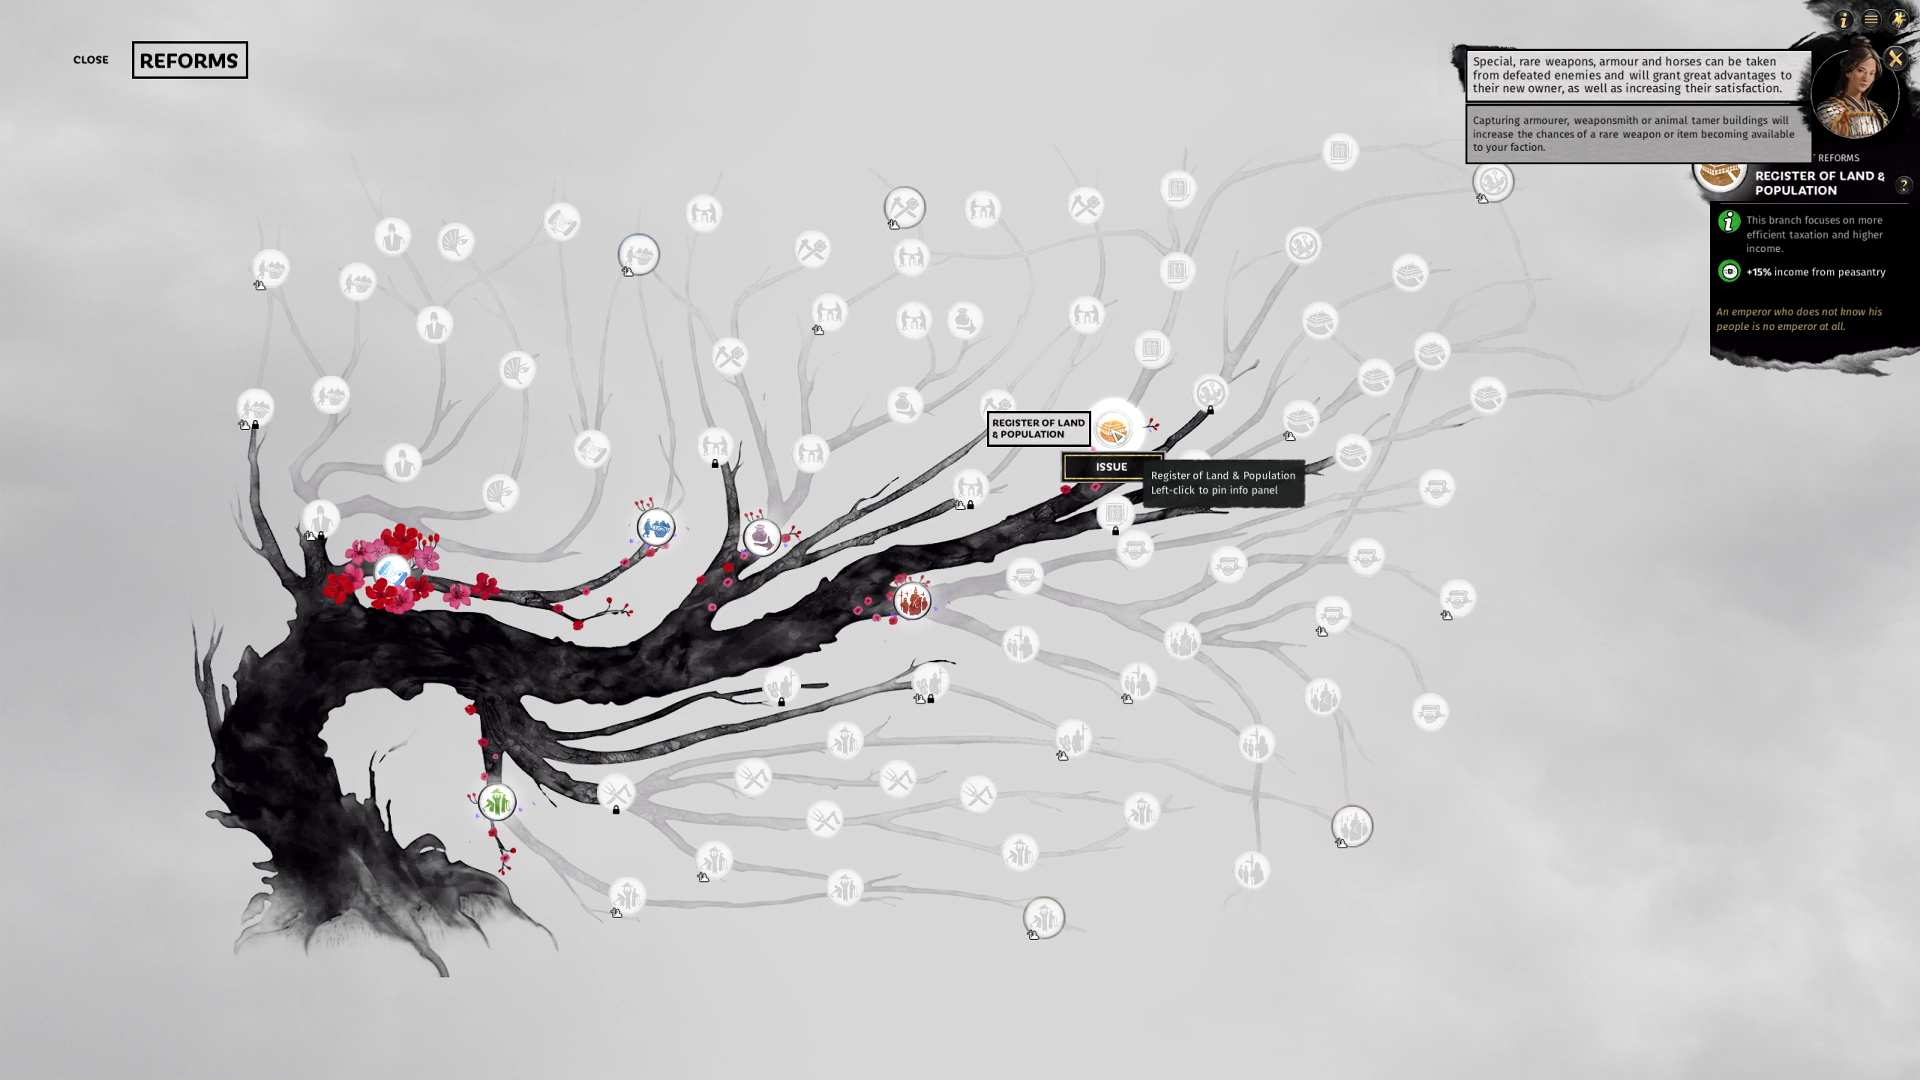 CLOSE
REFORMS
Special, rare weapons, armour and horses can be taken
from defeated enemies and will grant great advantages to
their new owner, as well as increasing their satisfaction.
Capturing armourer, weaponsmith or animal tamer buildings will
increase the chances of a rare weapon or item becoming available
to your faction.
REFORMS
REGISTER OF LAND &
POPULATION
?
This branch focuses on more
efficient taxation and higher
income.
+15% income from peasantry
An emperor who does not know his
people is no emperor at all.
REGISTER OF LAND
& POPULATION
ISSUE
Register of Land & Population
Left-click to pin info panel